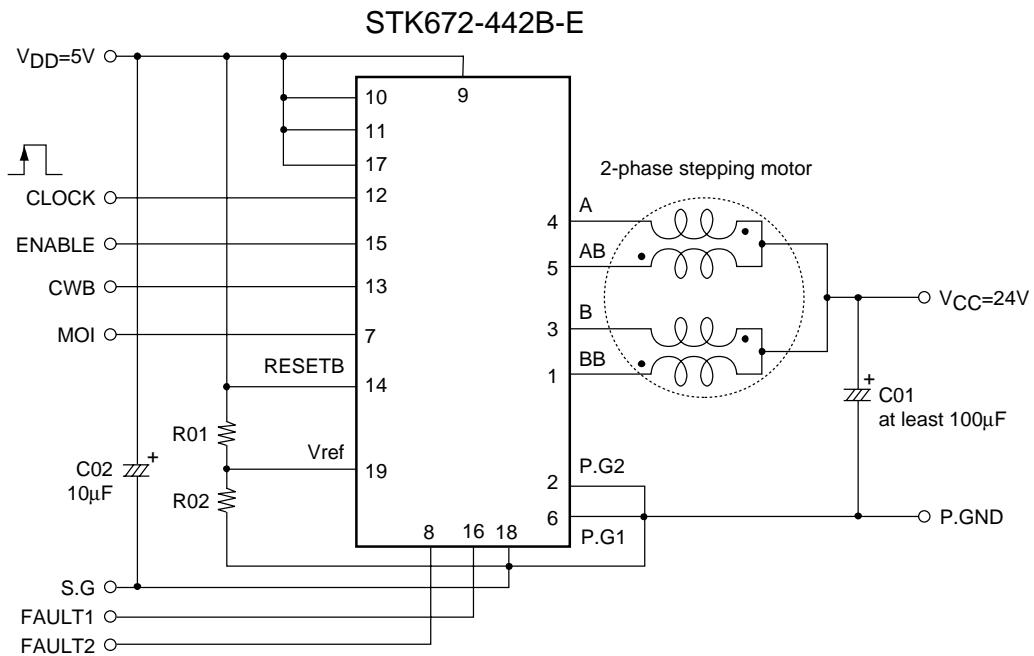 STK672-442B-E
VDD=5V
9
10
11
17
CLOCK
12
ENABLE
15
CWB
13
MOI
7
RESETB
14
R01
Vref
19
C02
10μF
+
R02
8
16
18
S.G
FAULT1
FAULT2
2-phase stepping motor
4
A
5
AB
3
B
1
BB
VCC=24V
+
C01
at least 100μF
2
P.G2
6
P.G1
P.GND